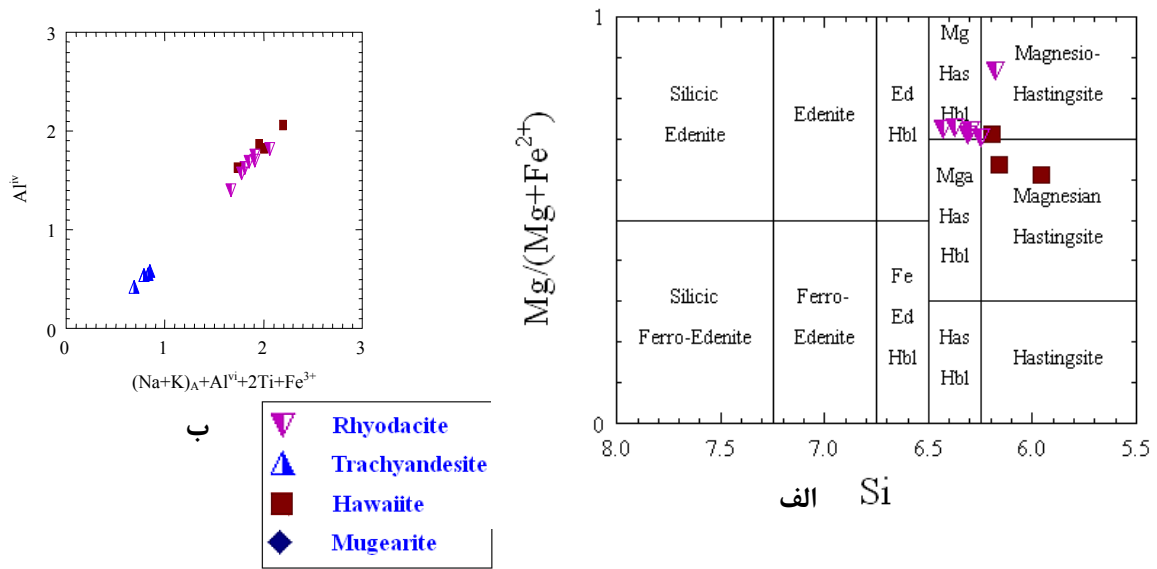 3
2
1
0
Al^iv
0
1
2
3
(Na+K)A+Al^vi+2Ti+Fe^3+
ب
Rhyodacite
Trachyandesite
Hawaiite
Mugearite
1
0
Mg/(Mg+Fe^2+)
Silicic
Edenite
Edenite
Ed
Hbl
Mg
Has
Hbl
Magnesio-
Hastingsite
Mga
Has
Hbl
Magnesian
Hastingsite
Silicic
Ferro-Edenite
Ferro-
Edenite
Fe
Ed
Hbl
Has
Hbl
Hastingsite
8.0
7.5
7.0
6.5
6.0
5.5
الف
Si